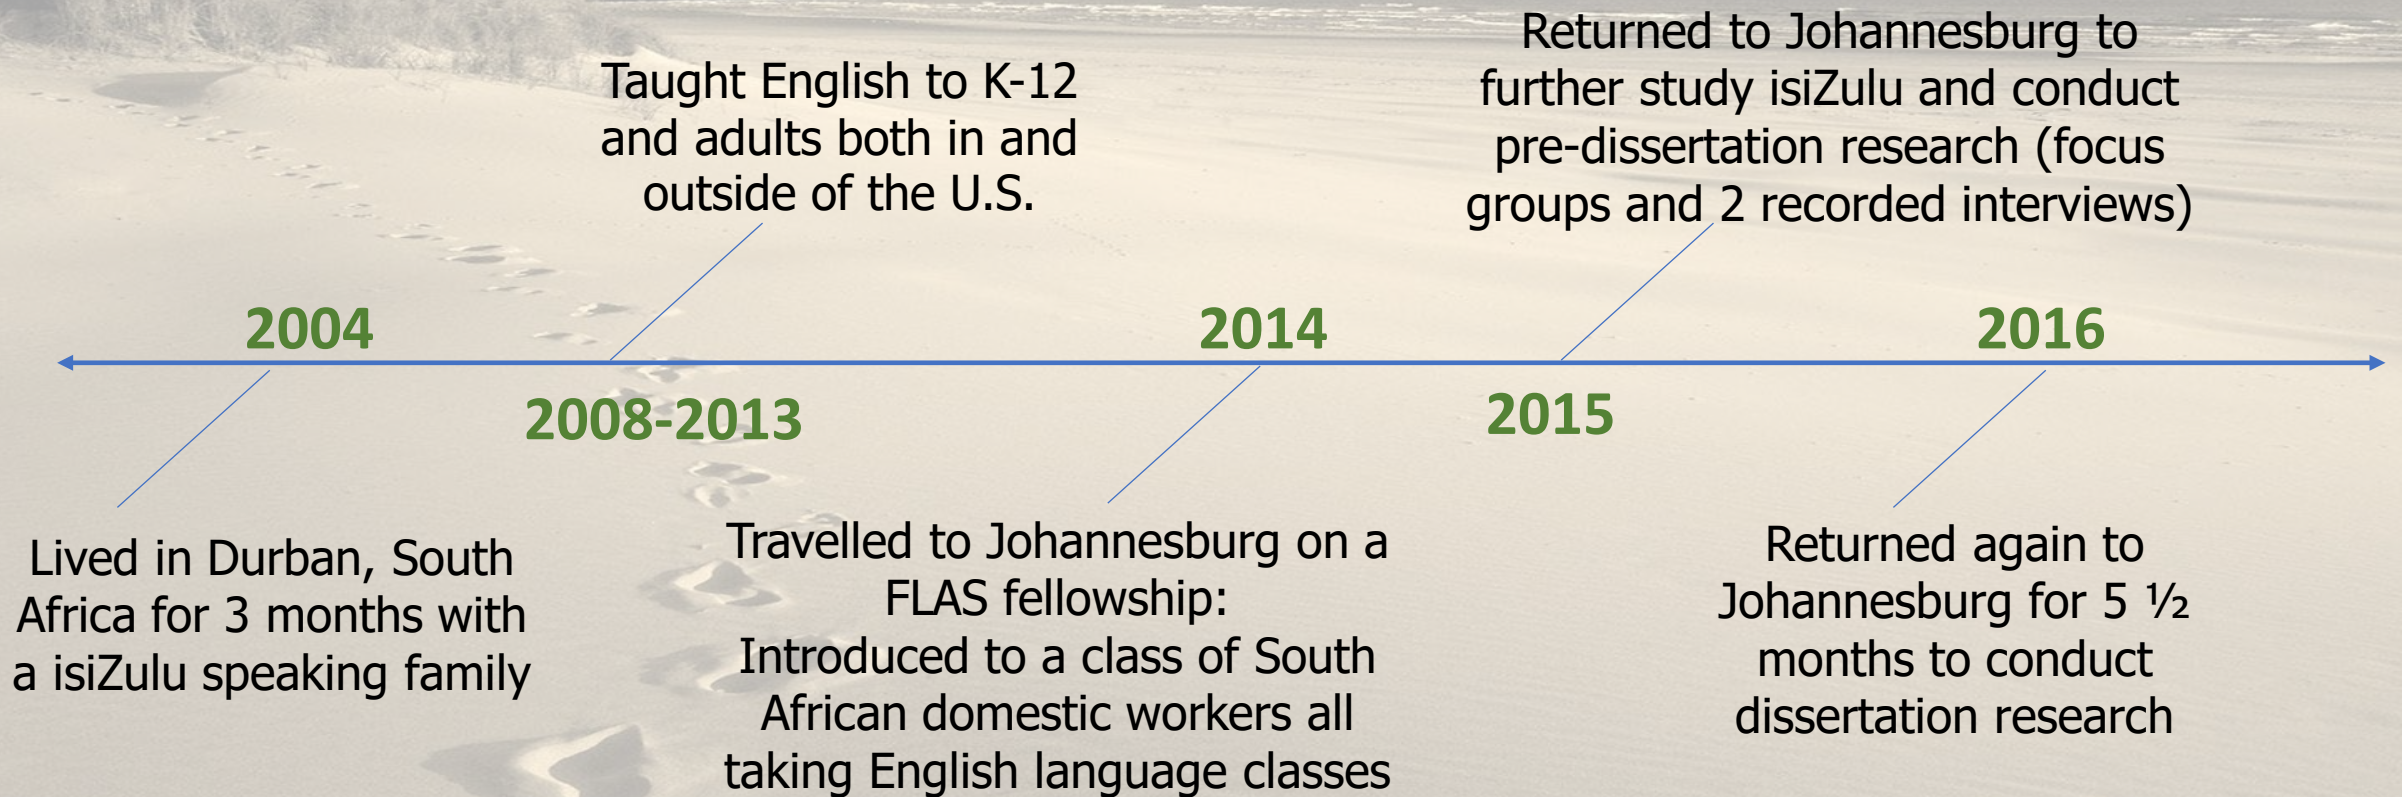 2004
Lived in Durban, South
Africa for 3 months with
a isiZulu speaking family
Taught English to K-12
and adults both in and
outside of the U.S.
2008-2013
2014
Travelled to Johannesburg on a
FLAS fellowship:
Introduced to a class of South
African domestic workers all
taking English language classes
Returned to Johannesburg to
further study isiZulu and conduct
pre-dissertation research (focus
groups and 2 recorded interviews)
2015
2016
Returned again to
Johannesburg for 5 ½
months to conduct
dissertation research